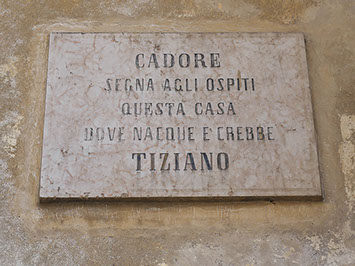 CADORE
SEGNA AGLI OSPITI
QUESTA CASA
DOVE NACQUE E CREBBE
TIZIANO